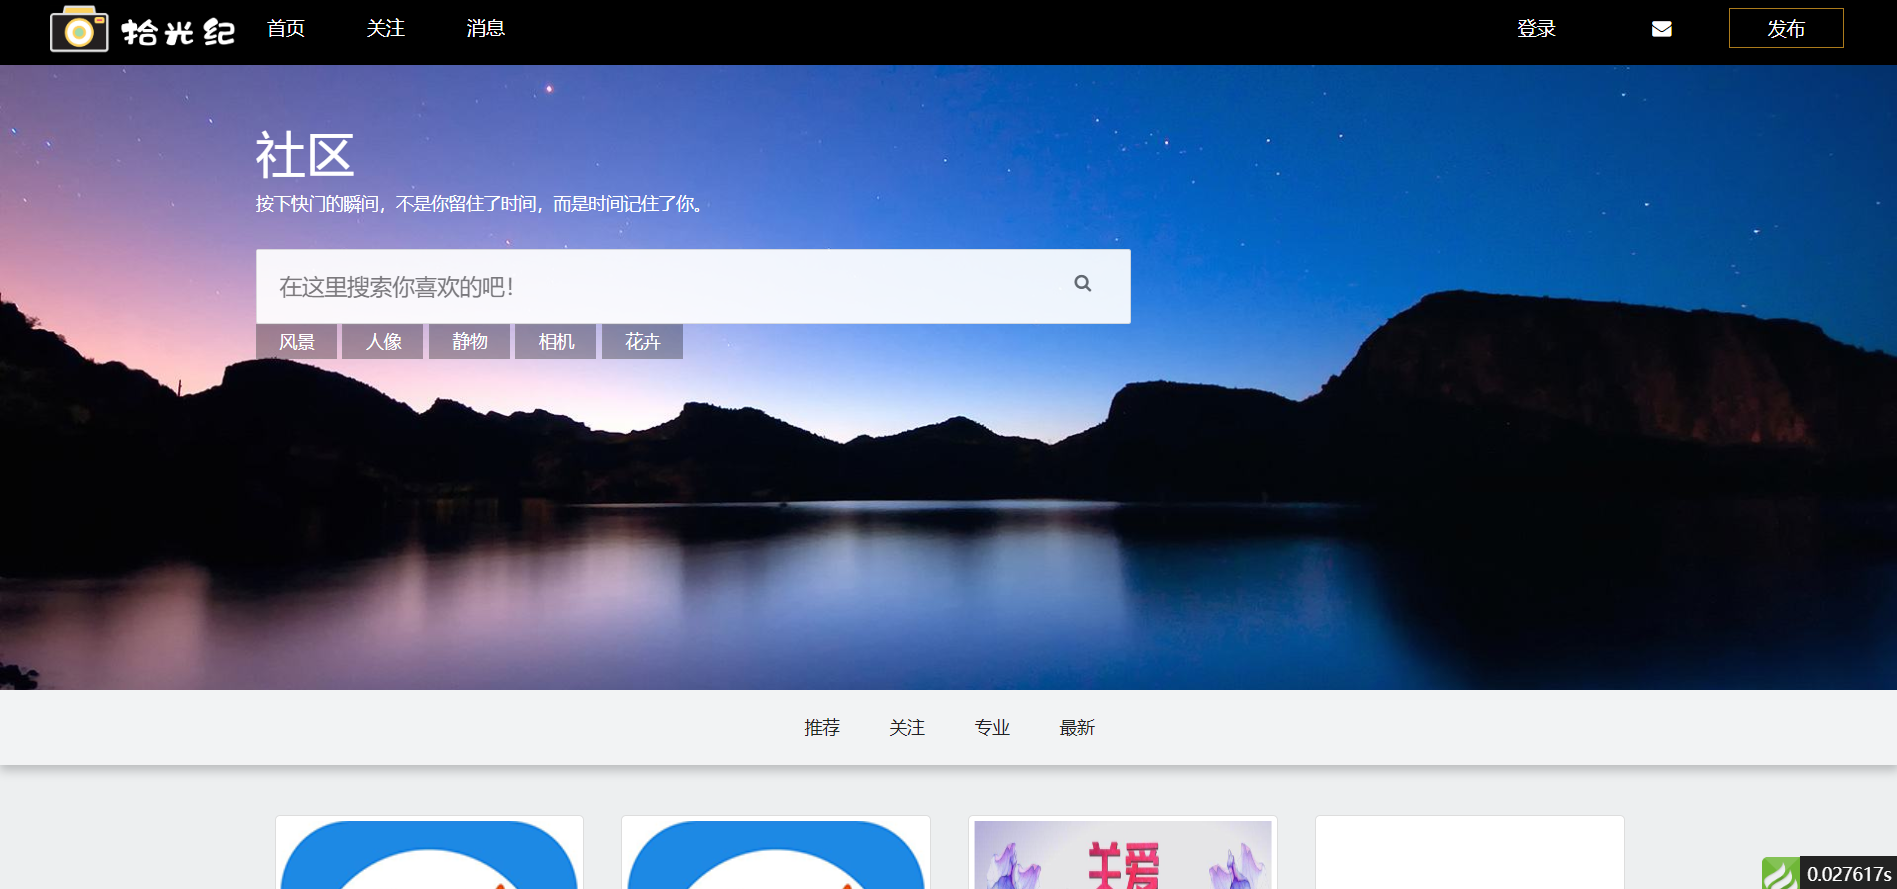 拾光纪 首页 关注 消息 登录 发布
社区
按下快门的瞬间，不是你留住了时间，而是时间记住了你。
在这里搜索你喜欢的吧！
风景 人像 静物 相机 花卉
推荐 关注 专业 最新
关爱
0.027617s